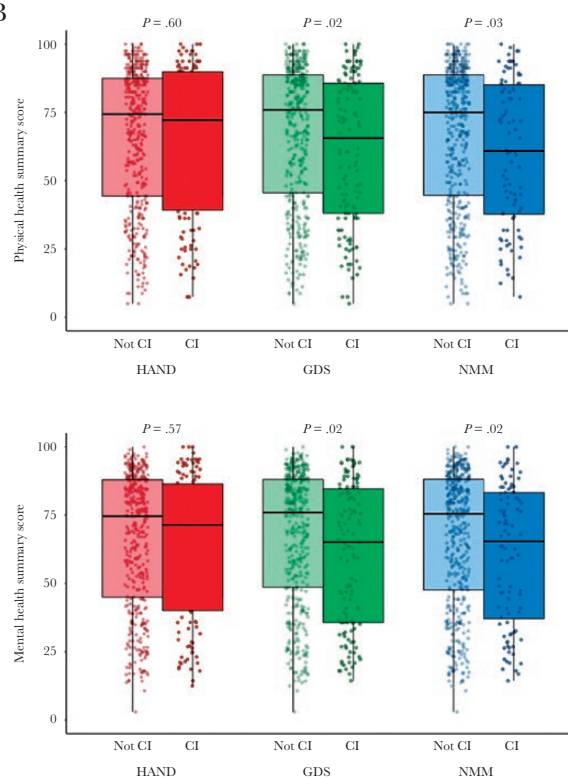 B
P = .60 P = .02 P = .03
100
75
50
25
0
Physical health summary score
Not CI CI Not CI CI Not CI CI
HAND GDS NMM
P = .57 P = .02 P = .02
100
75
50
25
0
Mental health summary score
Not CI CI Not CI CI Not CI CI
HAND GDS NMM